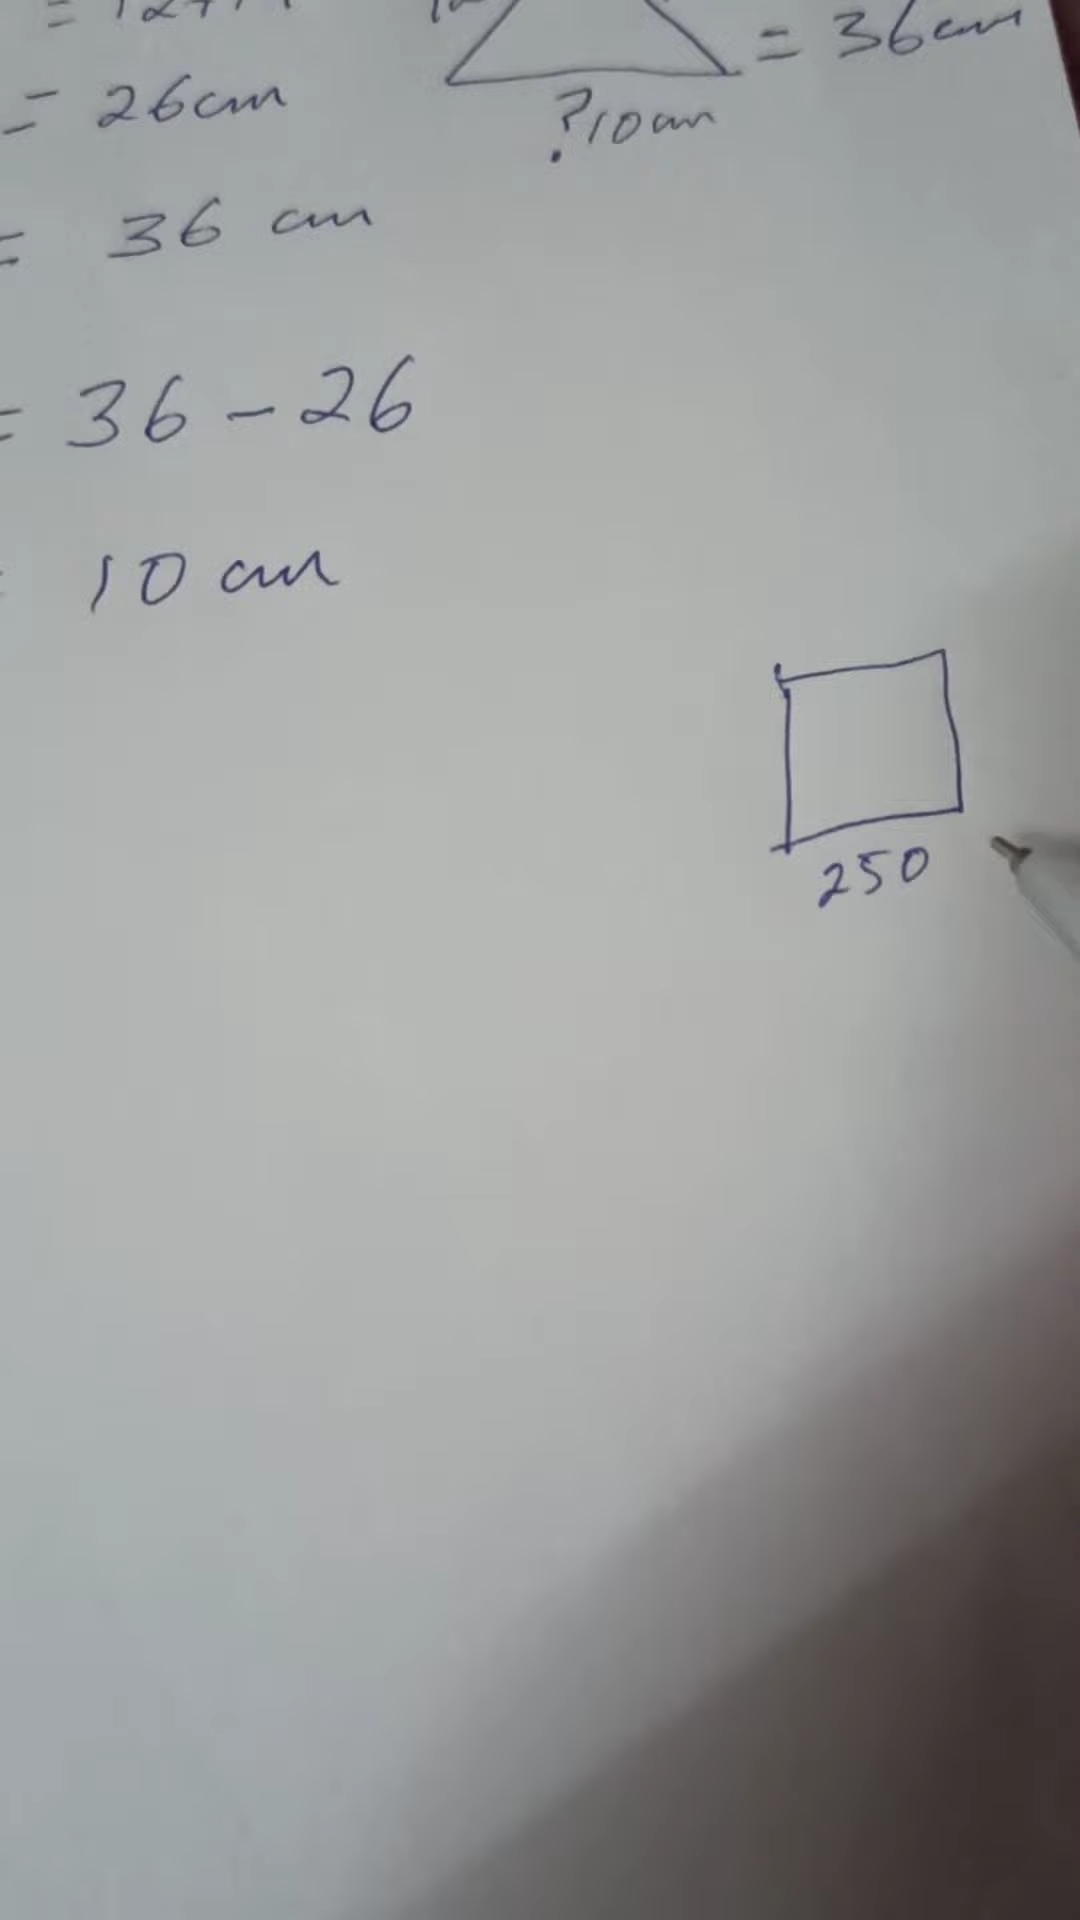 = 26cm
= 36cm
?10cm
= 36 cm
= 36 - 26
10 cm
250